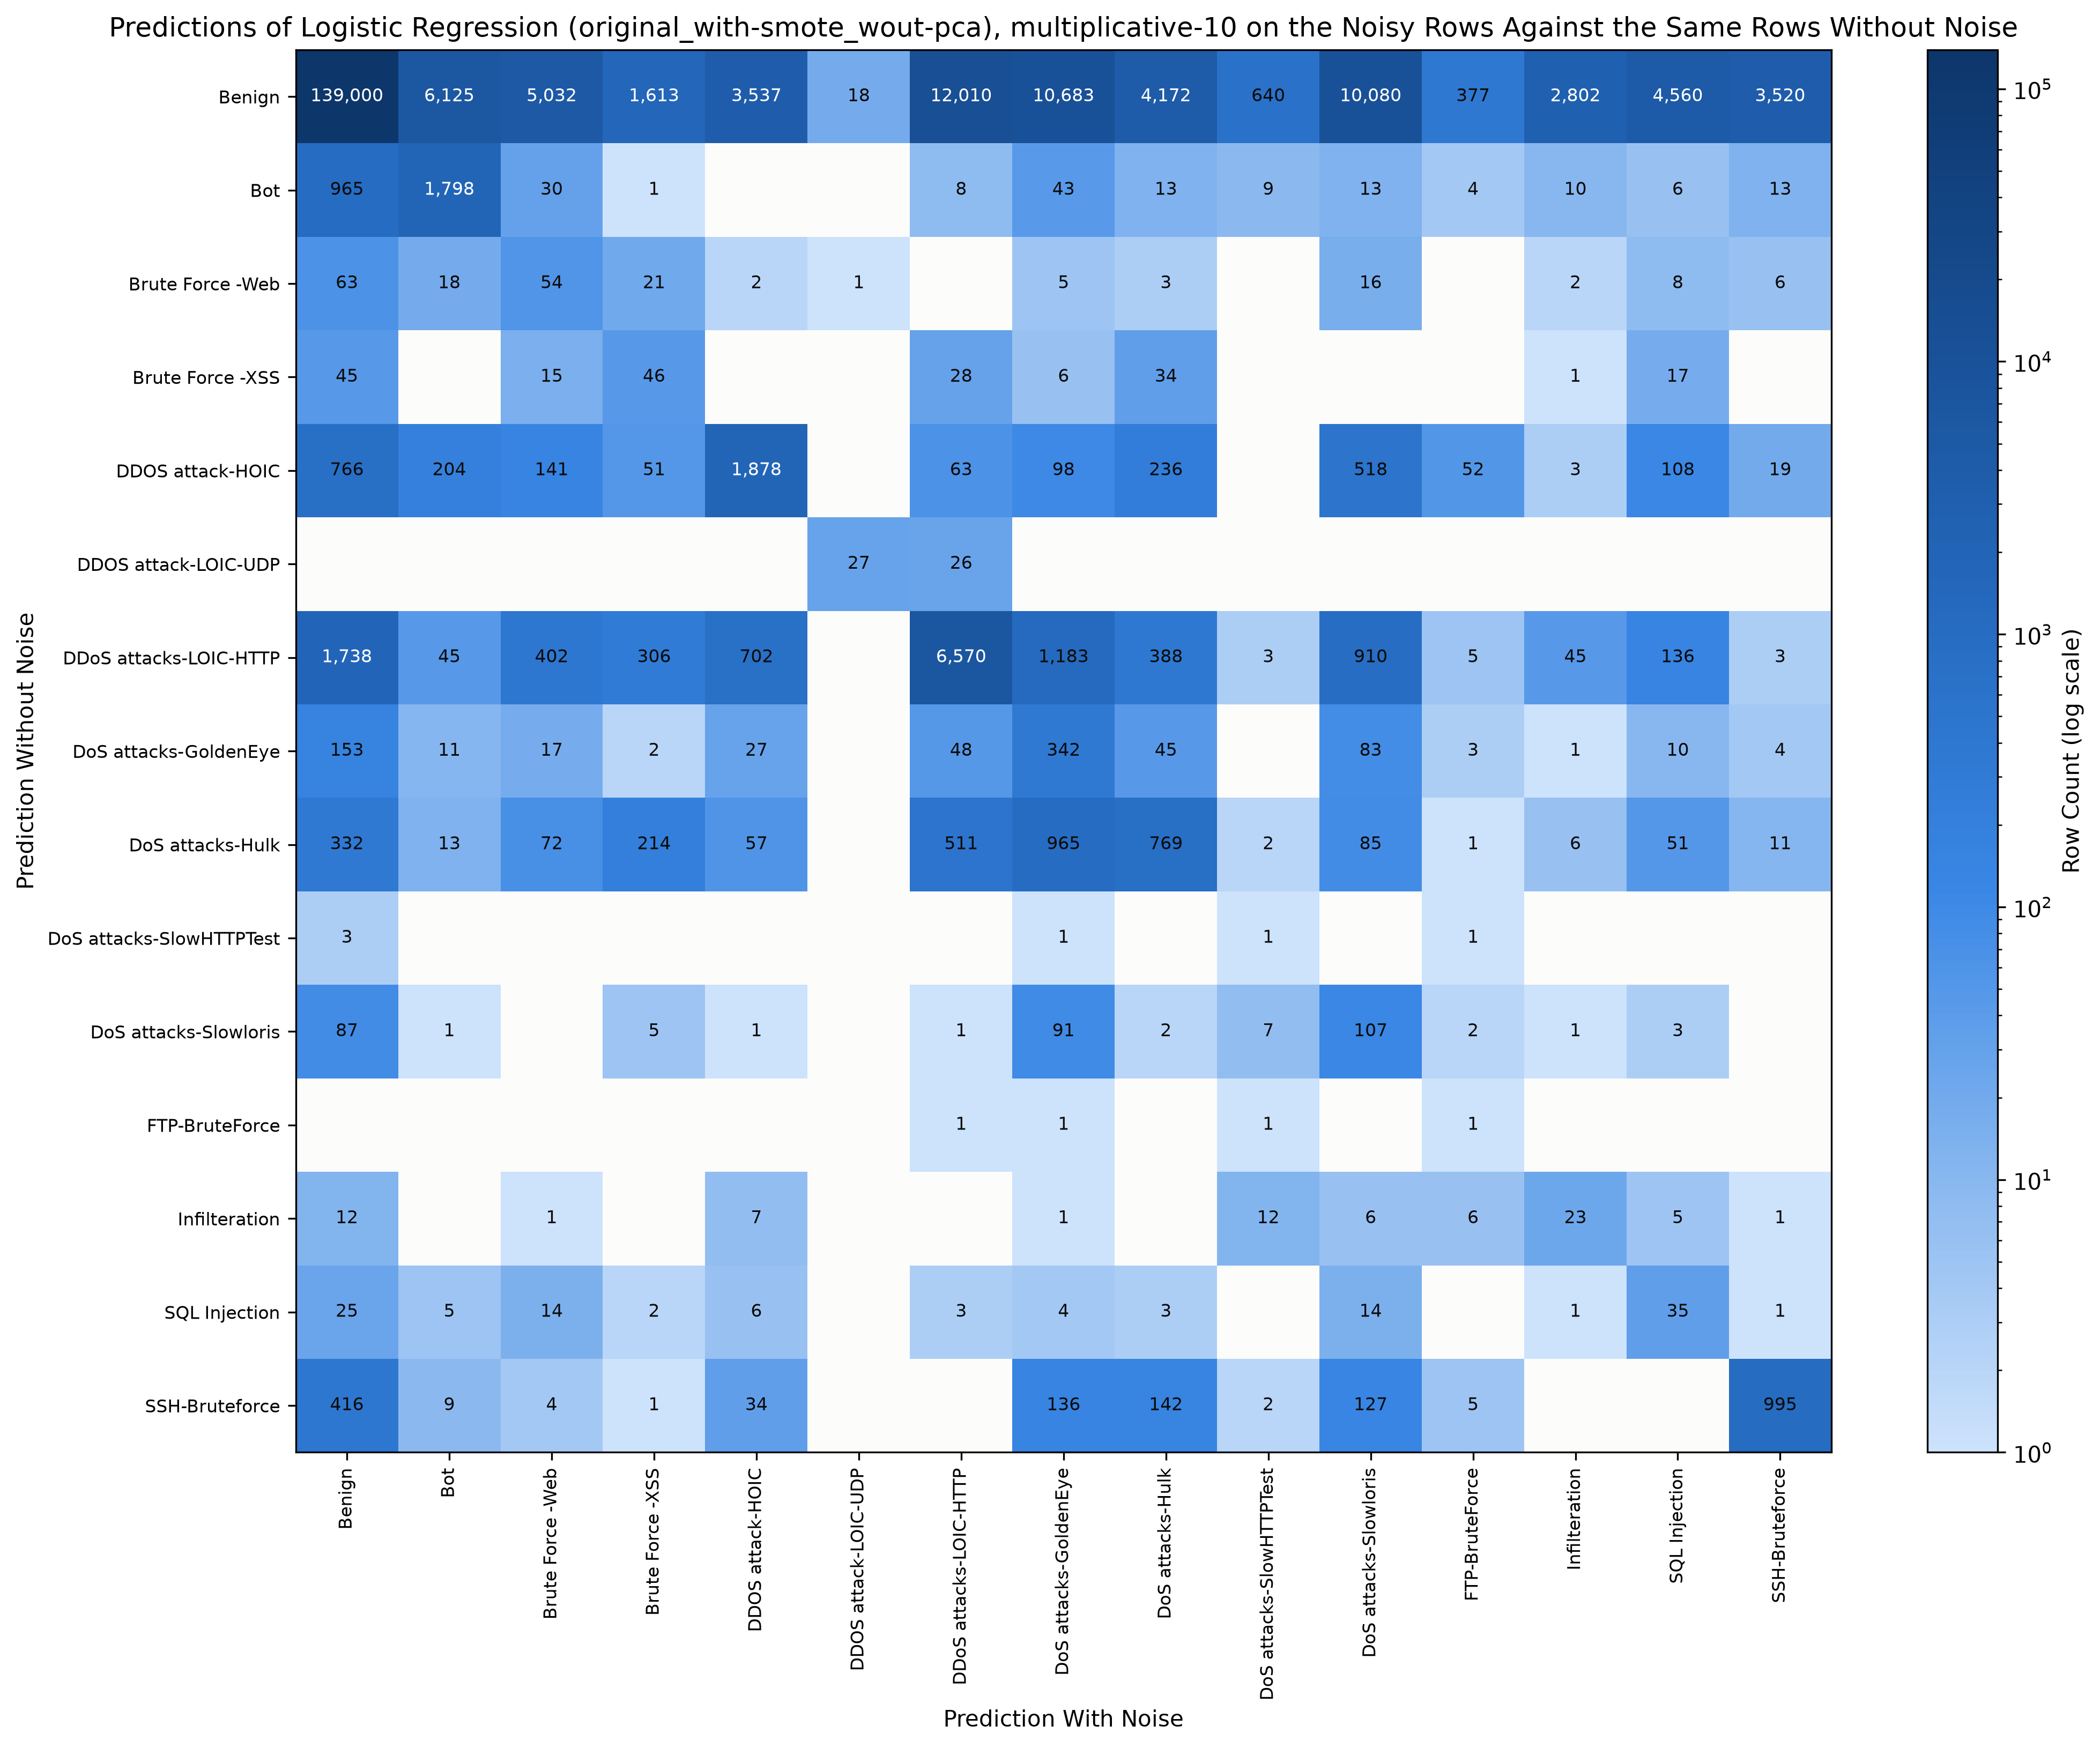 Predictions of Logistic Regression (original_with-smote_wout-pca), multiplicative-10 on the Noisy Rows Against the Same Rows Without Noise
Prediction Without Noise
Benign 139,000 6,125 5,032 1,613 3,537 18 12,010 10,683 4,172 640 10,080 377 2,802 4,560 3,520
Bot 965 1,798 30 1 8 43 13 9 13 4 10 6 13
Brute Force -Web 63 18 54 21 2 1 5 3 16 2 8 6
Brute Force -XSS 45 15 46 28 6 34 1 17
DDOS attack-HOIC 766 204 141 51 1,878 63 98 236 518 52 3 108 19
DDOS attack-LOIC-UDP 27 26
DDoS attacks-LOIC-HTTP 1,738 45 402 306 702 6,570 1,183 388 3 910 5 45 136 3
DoS attacks-GoldenEye 153 11 17 2 27 48 342 45 83 3 1 10 4
DoS attacks-Hulk 332 13 72 214 57 511 965 769 2 85 1 6 51 11
DoS attacks-SlowHTTPTest 3 1 1 1
DoS attacks-Slowloris 87 1 5 1 1 91 2 7 107 2 1 3
FTP-BruteForce 1 1 1 1
Infilteration 12 1 7 1 12 6 6 23 5 1
SQL Injection 25 5 14 2 6 3 4 3 14 1 35 1
SSH-Bruteforce 416 9 4 1 34 136 142 2 127 5 995
Benign
Bot
Brute Force -Web
Brute Force -XSS
DDOS attack-HOIC
DDOS attack-LOIC-UDP
DDoS attacks-LOIC-HTTP
DoS attacks-GoldenEye
DoS attacks-Hulk
DoS attacks-SlowHTTPTest
DoS attacks-Slowloris
FTP-BruteForce
Infilteration
SQL Injection
SSH-Bruteforce
Prediction With Noise
10⁵
10⁴
10³
10²
10¹
10⁰
Row Count (log scale)